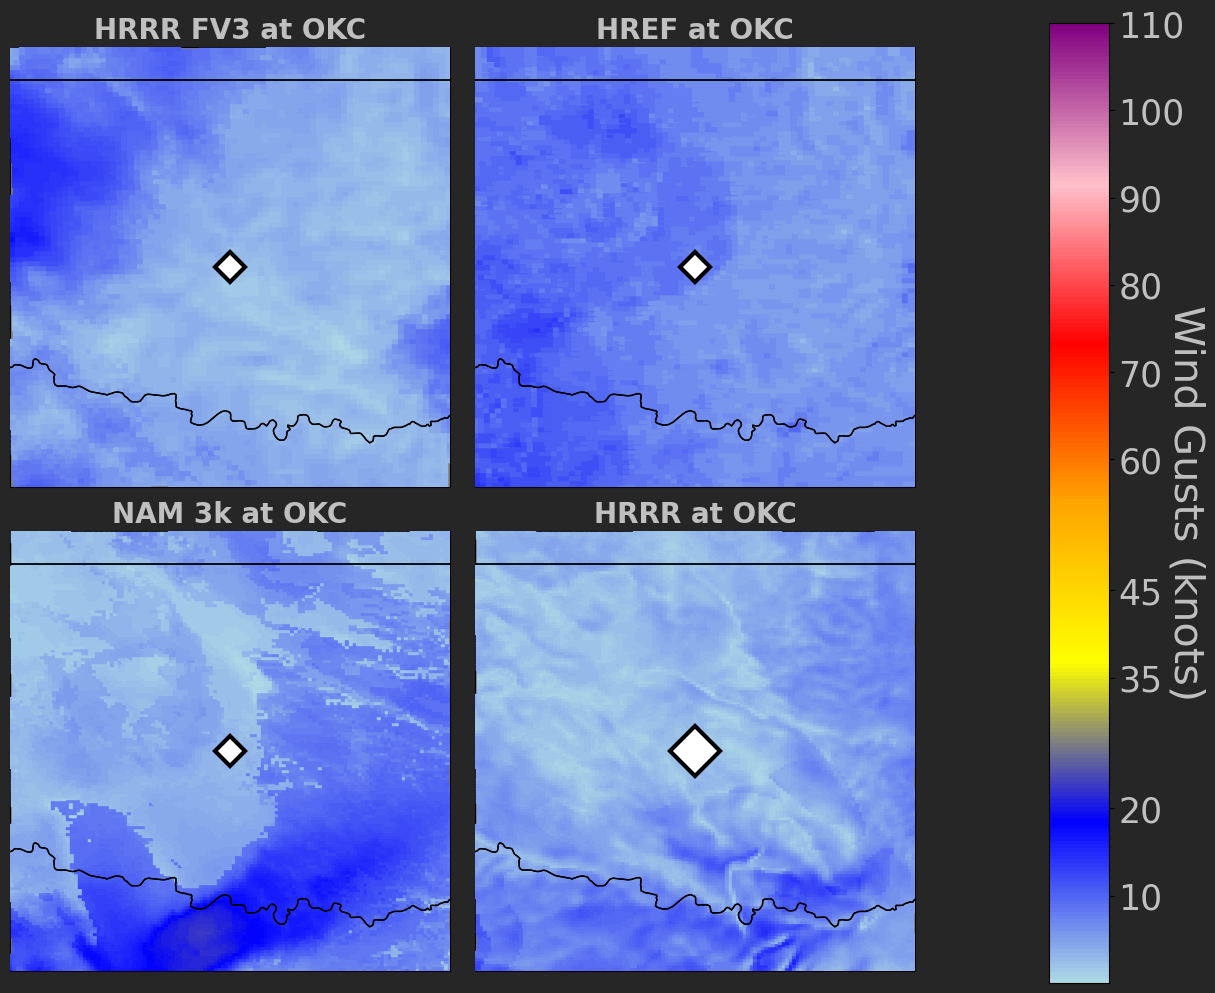 HRRR FV3 at OKC
HREF at OKC
NAM 3k at OKC
HRRR at OKC
110
100
90
80
70
60
45
35
20
10
Wind Gusts (knots)